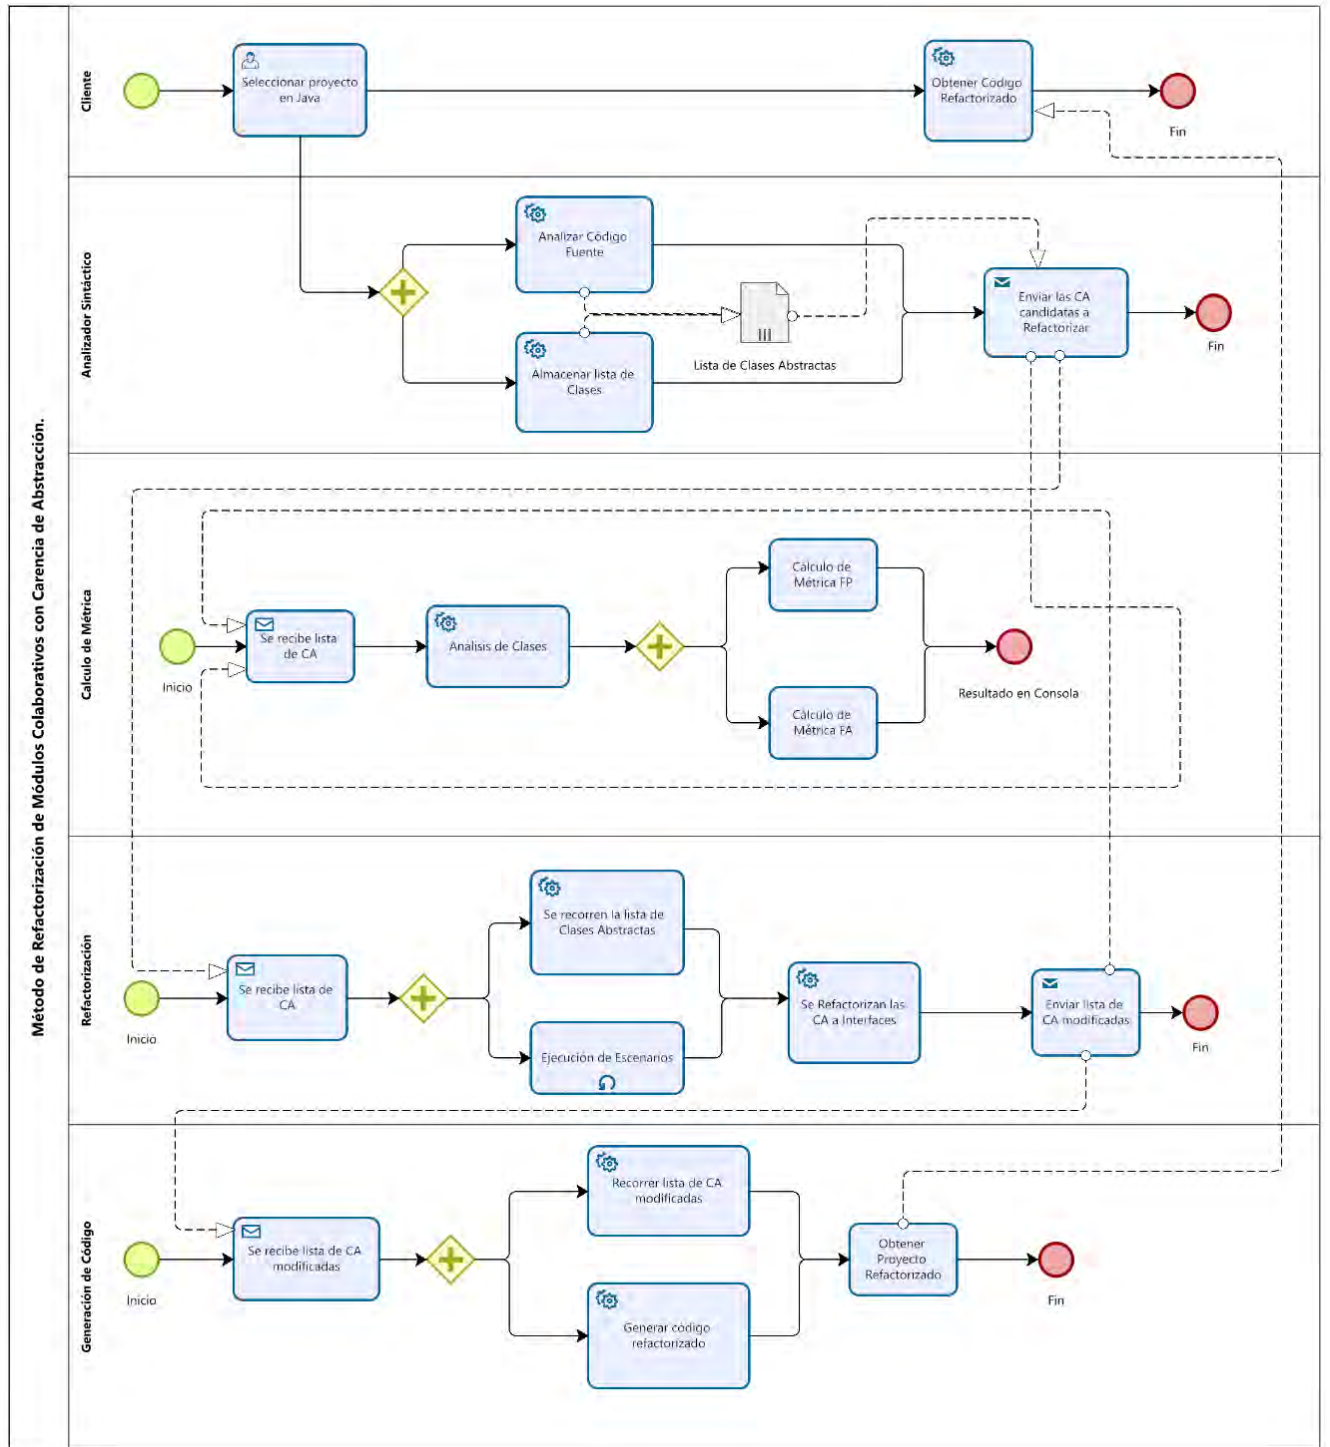 Método de Refactorización de Módulos Colaborativos con Carencia de Abstracción.
Cliente
Seleccionar proyecto
en Java
Obtener Código
Refactorizado
Fin
Analizador Sintáctico
Analizar Código
Fuente
Almacenar lista de
Clases
Lista de Clases Abstractas
Enviar las CA
candidatas a
Refactorizar
Fin
Calculo de Métrica
Inicio
Se recibe lista
de CA
Analisis de Clases
Cálculo de
Métrica FP
Cálculo de
Métrica FA
Resultado en Consola
Refactorización
Inicio
Se recibe lista de
CA
Se recorren la lista de
Clases Abstractas
Ejecución de Escenarios
Se Refactorizan las
CA a Interfaces
Enviar lista de
CA modificadas
Fin
Generación de Código
Inicio
Se recibe lista de CA
modificadas
Recorrer lista de CA
modificadas
Generar código
refactorizado
Obtener
Proyecto
Refactorizado
Fin